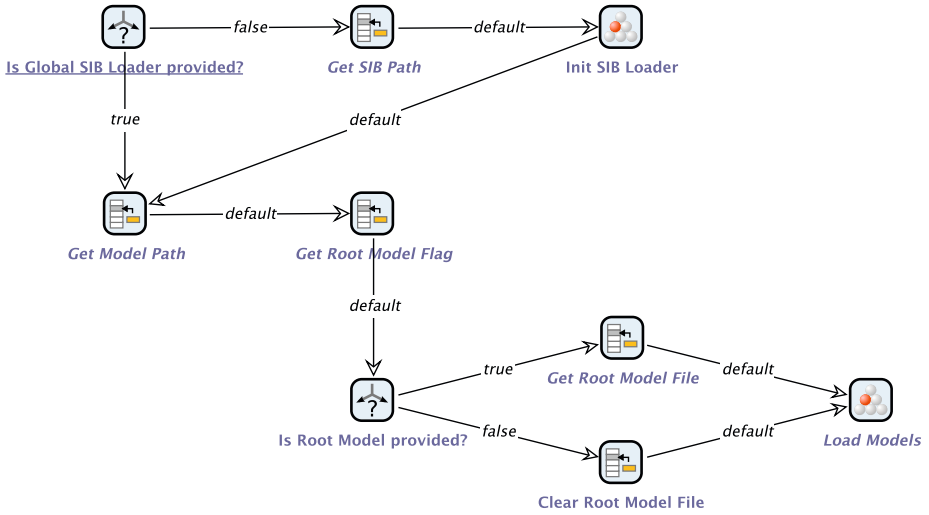 false
default
Is Global SIB Loader provided?
Get SIB Path
Init SIB Loader
true
default
default
Get Model Path
Get Root Model Flag
default
true
default
Get Root Model File
Is Root Model provided?
false
default
Load Models
Clear Root Model File